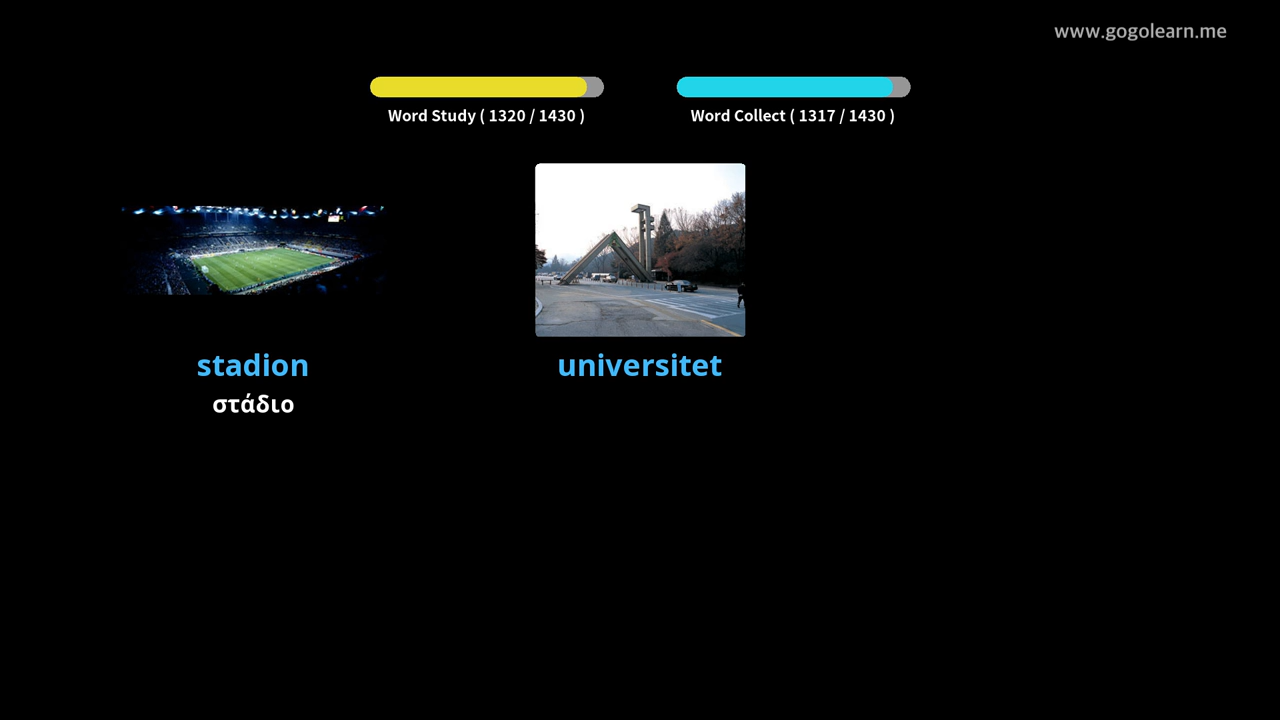 www.gogolearn.me
Word Study ( 1320 / 1430 )
Word Collect ( 1317 / 1430 )
stadion
στάδιο
universitet